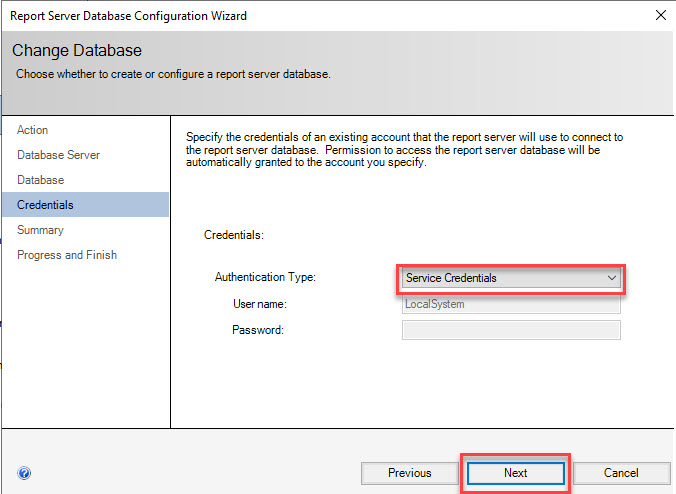 Report Server Database Configuration Wizard
Change Database
Choose whether to create or configure a report server database.
Action
Database Server
Database
Credentials
Summary
Progress and Finish
Specify the credentials of an existing account that the report server will use to connect to
the report server database. Permission to access the report server database will be
automatically granted to the account you specify.
Credentials:
Authentication Type:
Service Credentials
User name:
LocalSystem
Password:
Previous
Next
Cancel